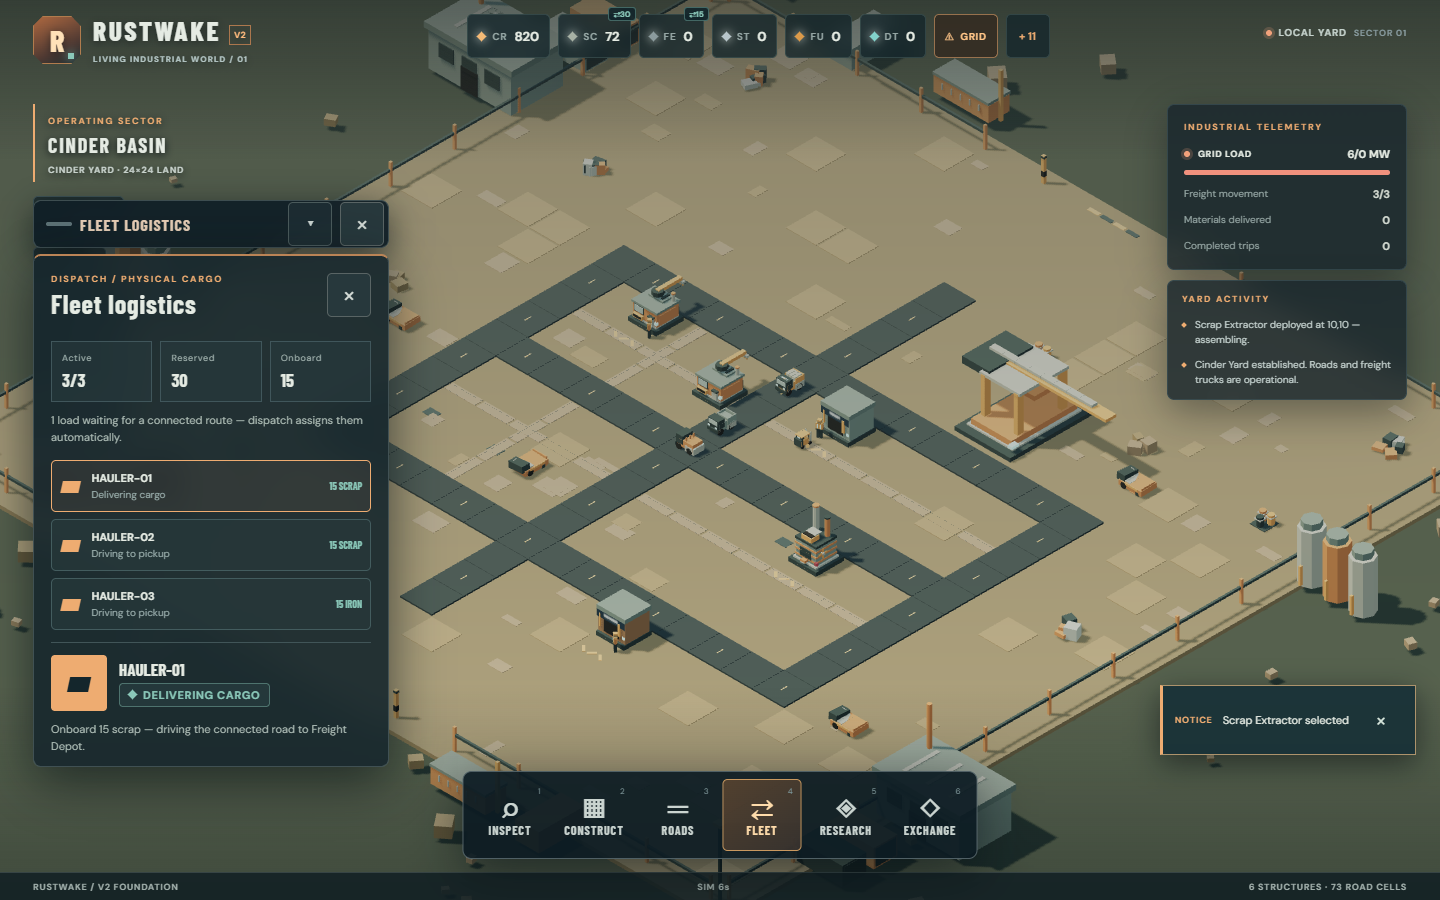 R
RUSTWAKE V2
LIVING INDUSTRIAL WORLD / 01
CR 820
SC 72
⇄30
FE 0
⇄15
ST 0
FU 0
DT 0
⚠ GRID
+ 11
LOCAL YARD SECTOR 01
OPERATING SECTOR
CINDER BASIN
CINDER YARD · 24×24 LAND
FLEET LOGISTICS ▼ ✕
DISPATCH / PHYSICAL CARGO
Fleet logistics ✕
Active
3/3
Reserved
30
Onboard
15
1 load waiting for a connected route — dispatch assigns them
automatically.
HAULER-01
Delivering cargo
15 SCRAP
HAULER-02
Driving to pickup
15 SCRAP
HAULER-03
Driving to pickup
15 IRON
HAULER-01
◆ DELIVERING CARGO
Onboard 15 scrap — driving the connected road to Freight
Depot.
INDUSTRIAL TELEMETRY
GRID LOAD 6/0 MW
Freight movement 3/3
Materials delivered 0
Completed trips 0
YARD ACTIVITY
Scrap Extractor deployed at 10,10 —
assembling.
Cinder Yard established. Roads and freight
trucks are operational.
NOTICE Scrap Extractor selected ✕
1
INSPECT
2
CONSTRUCT
3
ROADS
4
FLEET
5
RESEARCH
6
EXCHANGE
RUSTWAKE / V2 FOUNDATION
SIM 6s
6 STRUCTURES · 73 ROAD CELLS